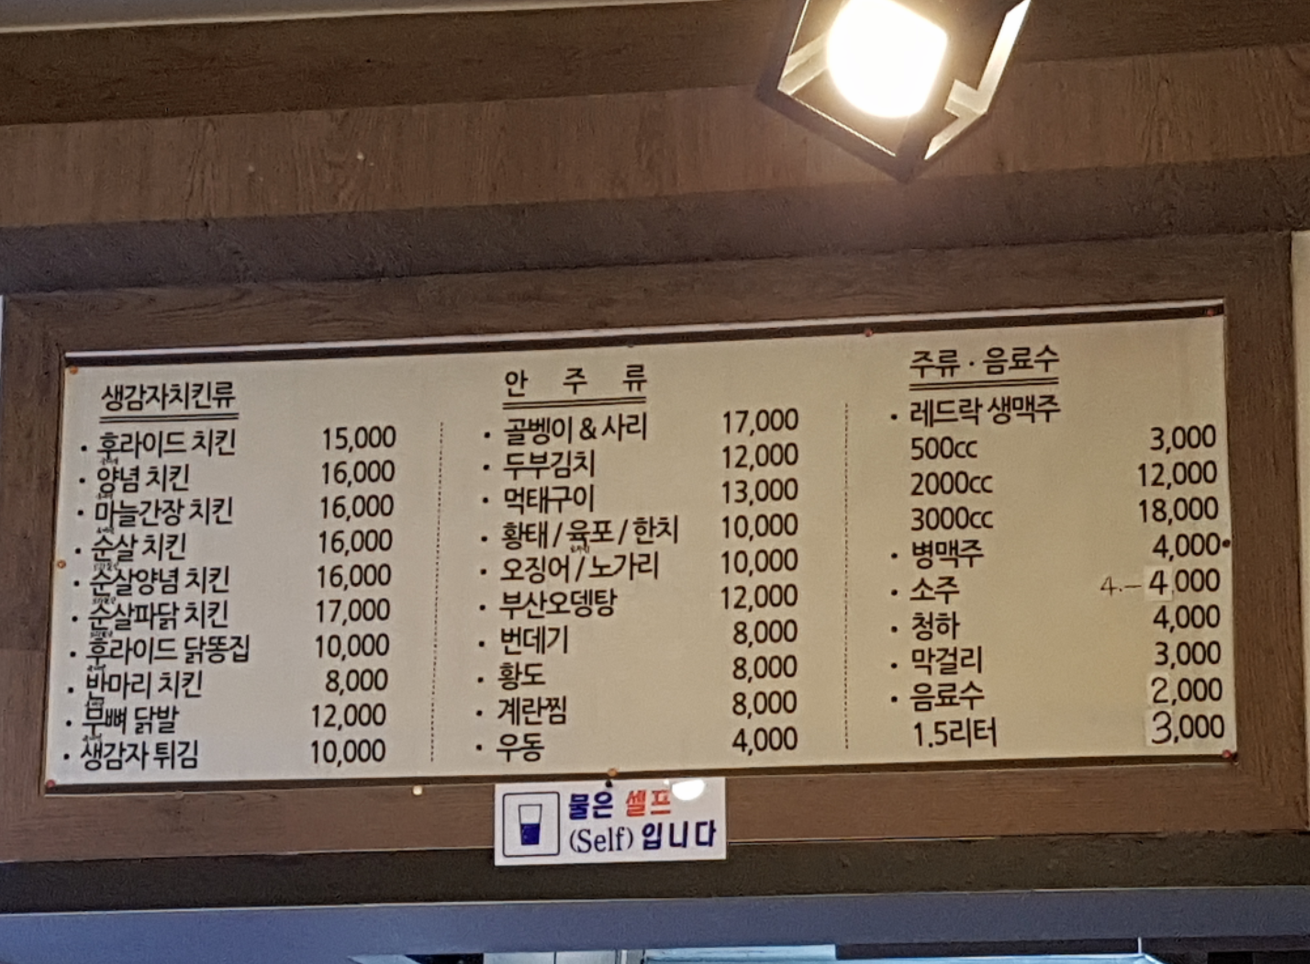 생감자치킨류
· 후라이드 치킨 15,000
· 양념 치킨 16,000
· 마늘간장 치킨 16,000
· 순살 치킨 16,000
· 순살양념 치킨 16,000
· 순살파닭 치킨 17,000
· 후라이드 닭똥집 10,000
· 반마리 치킨 8,000
· 무뼈 닭발 12,000
· 생감자 튀김 10,000
안 주 류
· 골벵이 & 사리 17,000
· 두부김치 12,000
· 먹태구이 13,000
· 황태 / 육포 / 한치 10,000
· 오징어 / 노가리 10,000
· 부산오뎅탕 12,000
· 번데기 8,000
· 황도 8,000
· 계란찜 8,000
· 우동 4,000
주류 · 음료수
· 레드락 생맥주
500cc 3,000
2000cc 12,000
3000cc 18,000
· 병맥주 4,000
· 소주 4.- 4,000
· 청하 4,000
· 막걸리 3,000
· 음료수 2,000
1.5리터 3,000
물은 셀프
(Self) 입니다